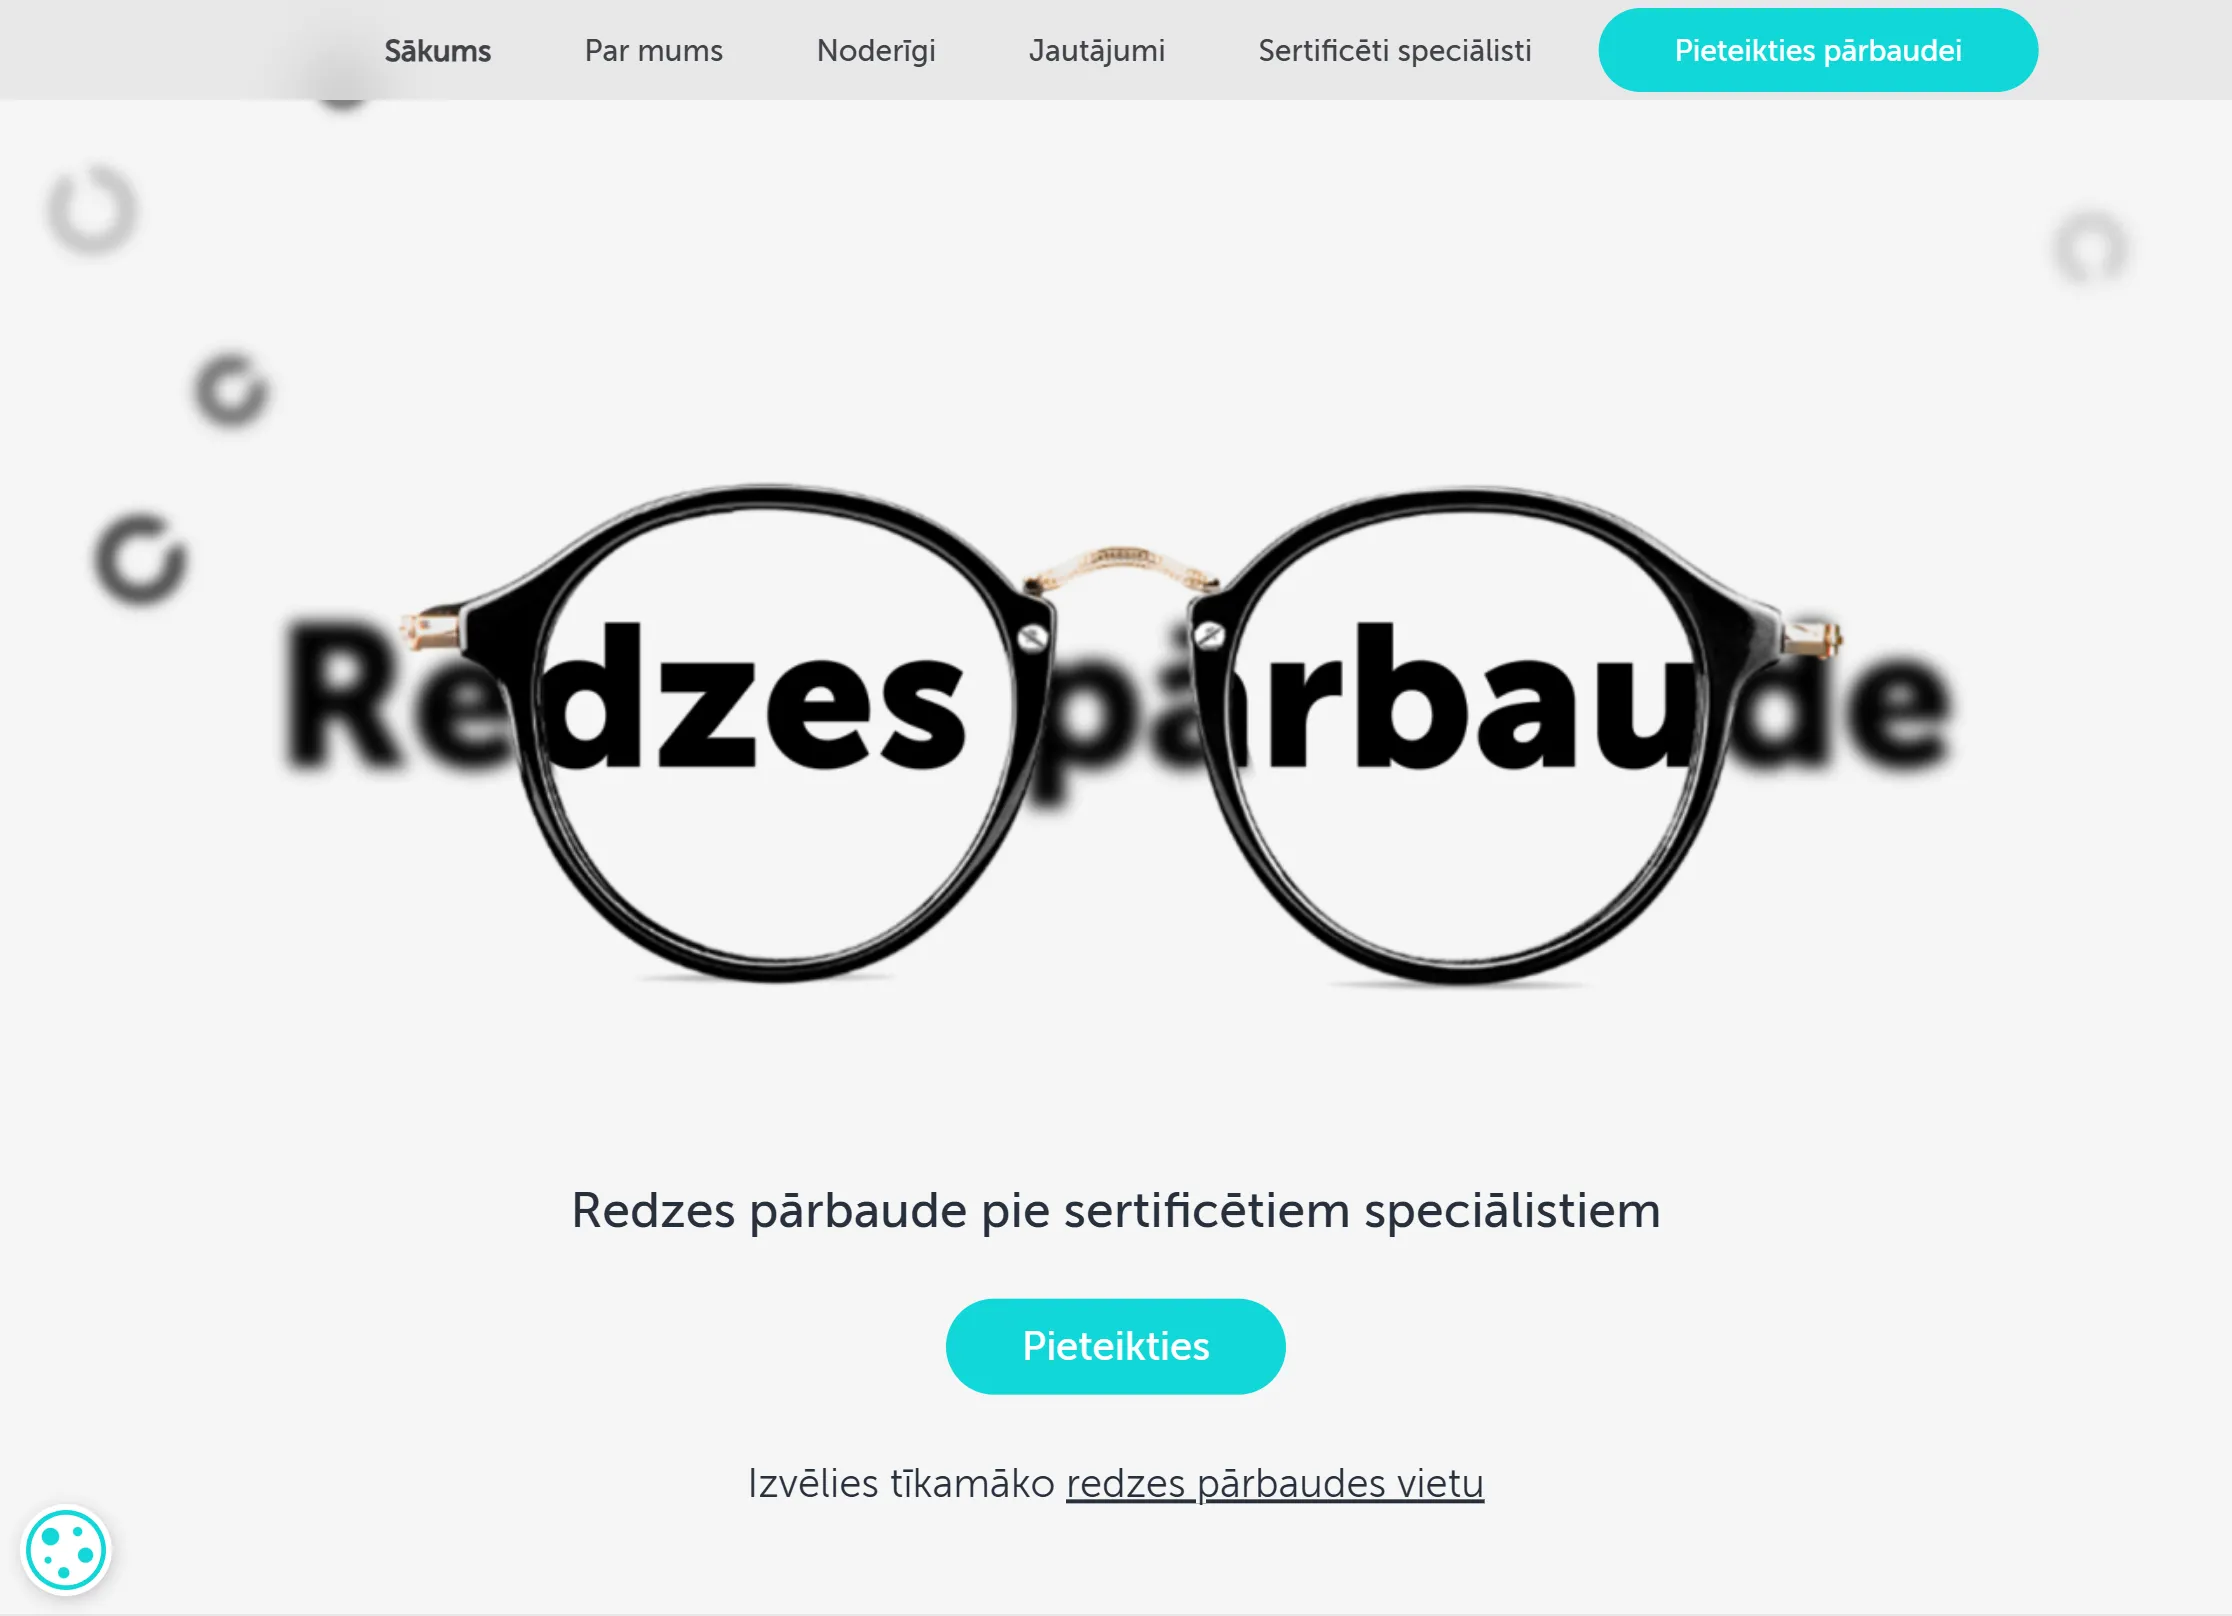 Sākums
Par mums
Noderīgi
Jautājumi
Sertificēti speciālisti
Pieteikties pārbaudei
Redzes pārbaude
Redzes pārbaude pie sertificētiem speciālistiem
Pieteikties
Izvēlies tīkamāko redzes pārbaudes vietu